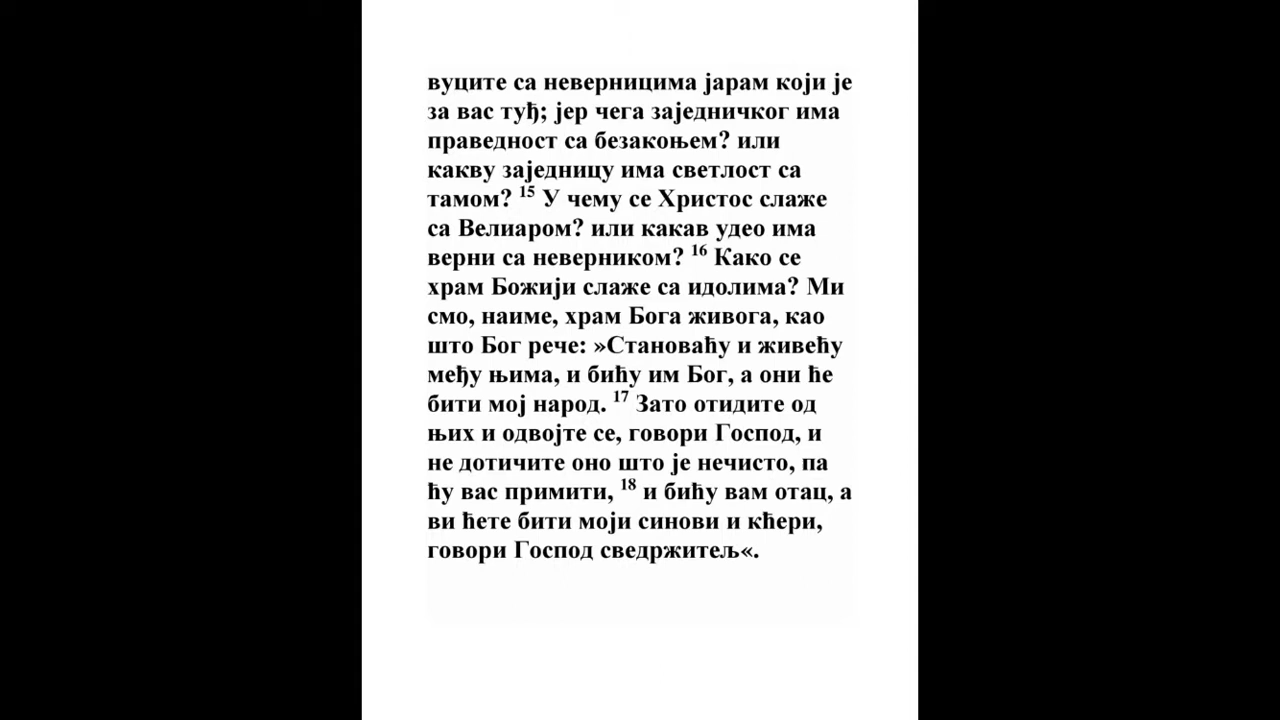 вуците са неверницима јарам који је
за вас туђ; јер чега заједничког има
праведност са безакоњем? или
какву заједницу има светлост са
тамом? 15 У чему се Христос слаже
са Велиаром? или какав удео има
верни са неверником? 16 Како се
храм Божији слаже са идолима? Ми
смо, наиме, храм Бога живога, као
што Бог рече: »Становаћу и живећу
међу њима, и бићу им Бог, а они ће
бити мој народ. 17 Зато отидите од
њих и одвојте се, говори Господ, и
не дотичите оно што је нечисто, па
ћу вас примити, 18 и бићу вам отац, а
ви ћете бити моји синови и кћери,
говори Господ сведржитељ«.